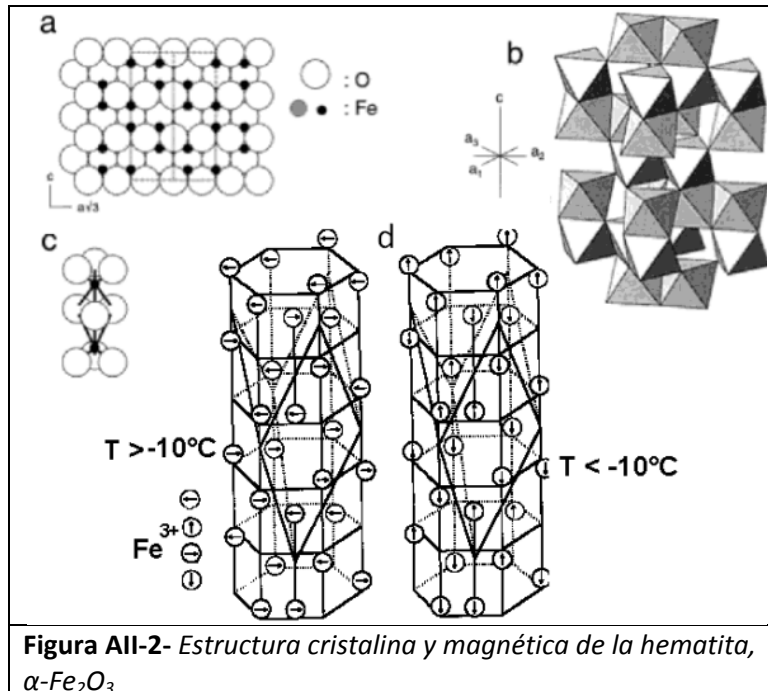 a
: O
: Fe
c
a√3
b
c
a₃
a₂
a₁
c
d
T >-10ºC
T < -10ºC
Fe³⁺
Figura AII-2- Estructura cristalina y magnética de la hematita,
α-Fe₂O₃